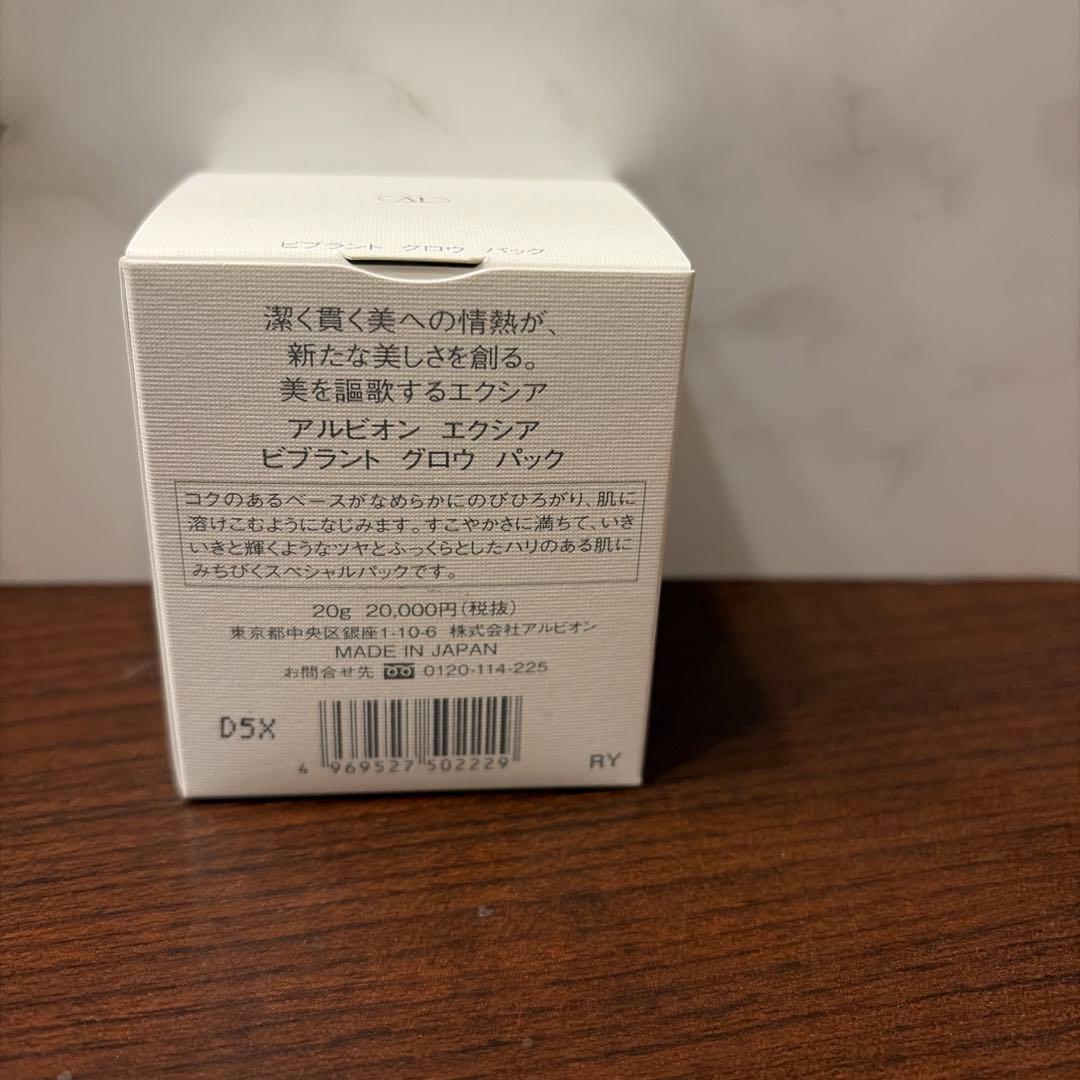 ビブラント グロウ パック
潔く貫く美への情熱が、
新たな美しさを創る。
美を謳歌するエクシア
アルビオン エクシア
ビブラント グロウ パック
コクのあるベースがなめらかにのびひろがり、肌に
溶けこむようになじみます。すこやかさに満ちて、いき
いきと輝くようなツヤとふっくらとしたハリのある肌に
みちびくスペシャルパックです。
20g 20,000円(税抜)
東京都中央区銀座1-10-6 株式会社アルビオン
MADE IN JAPAN
お問合せ先 0120-114-225
D5X
4 969527 502229
RY